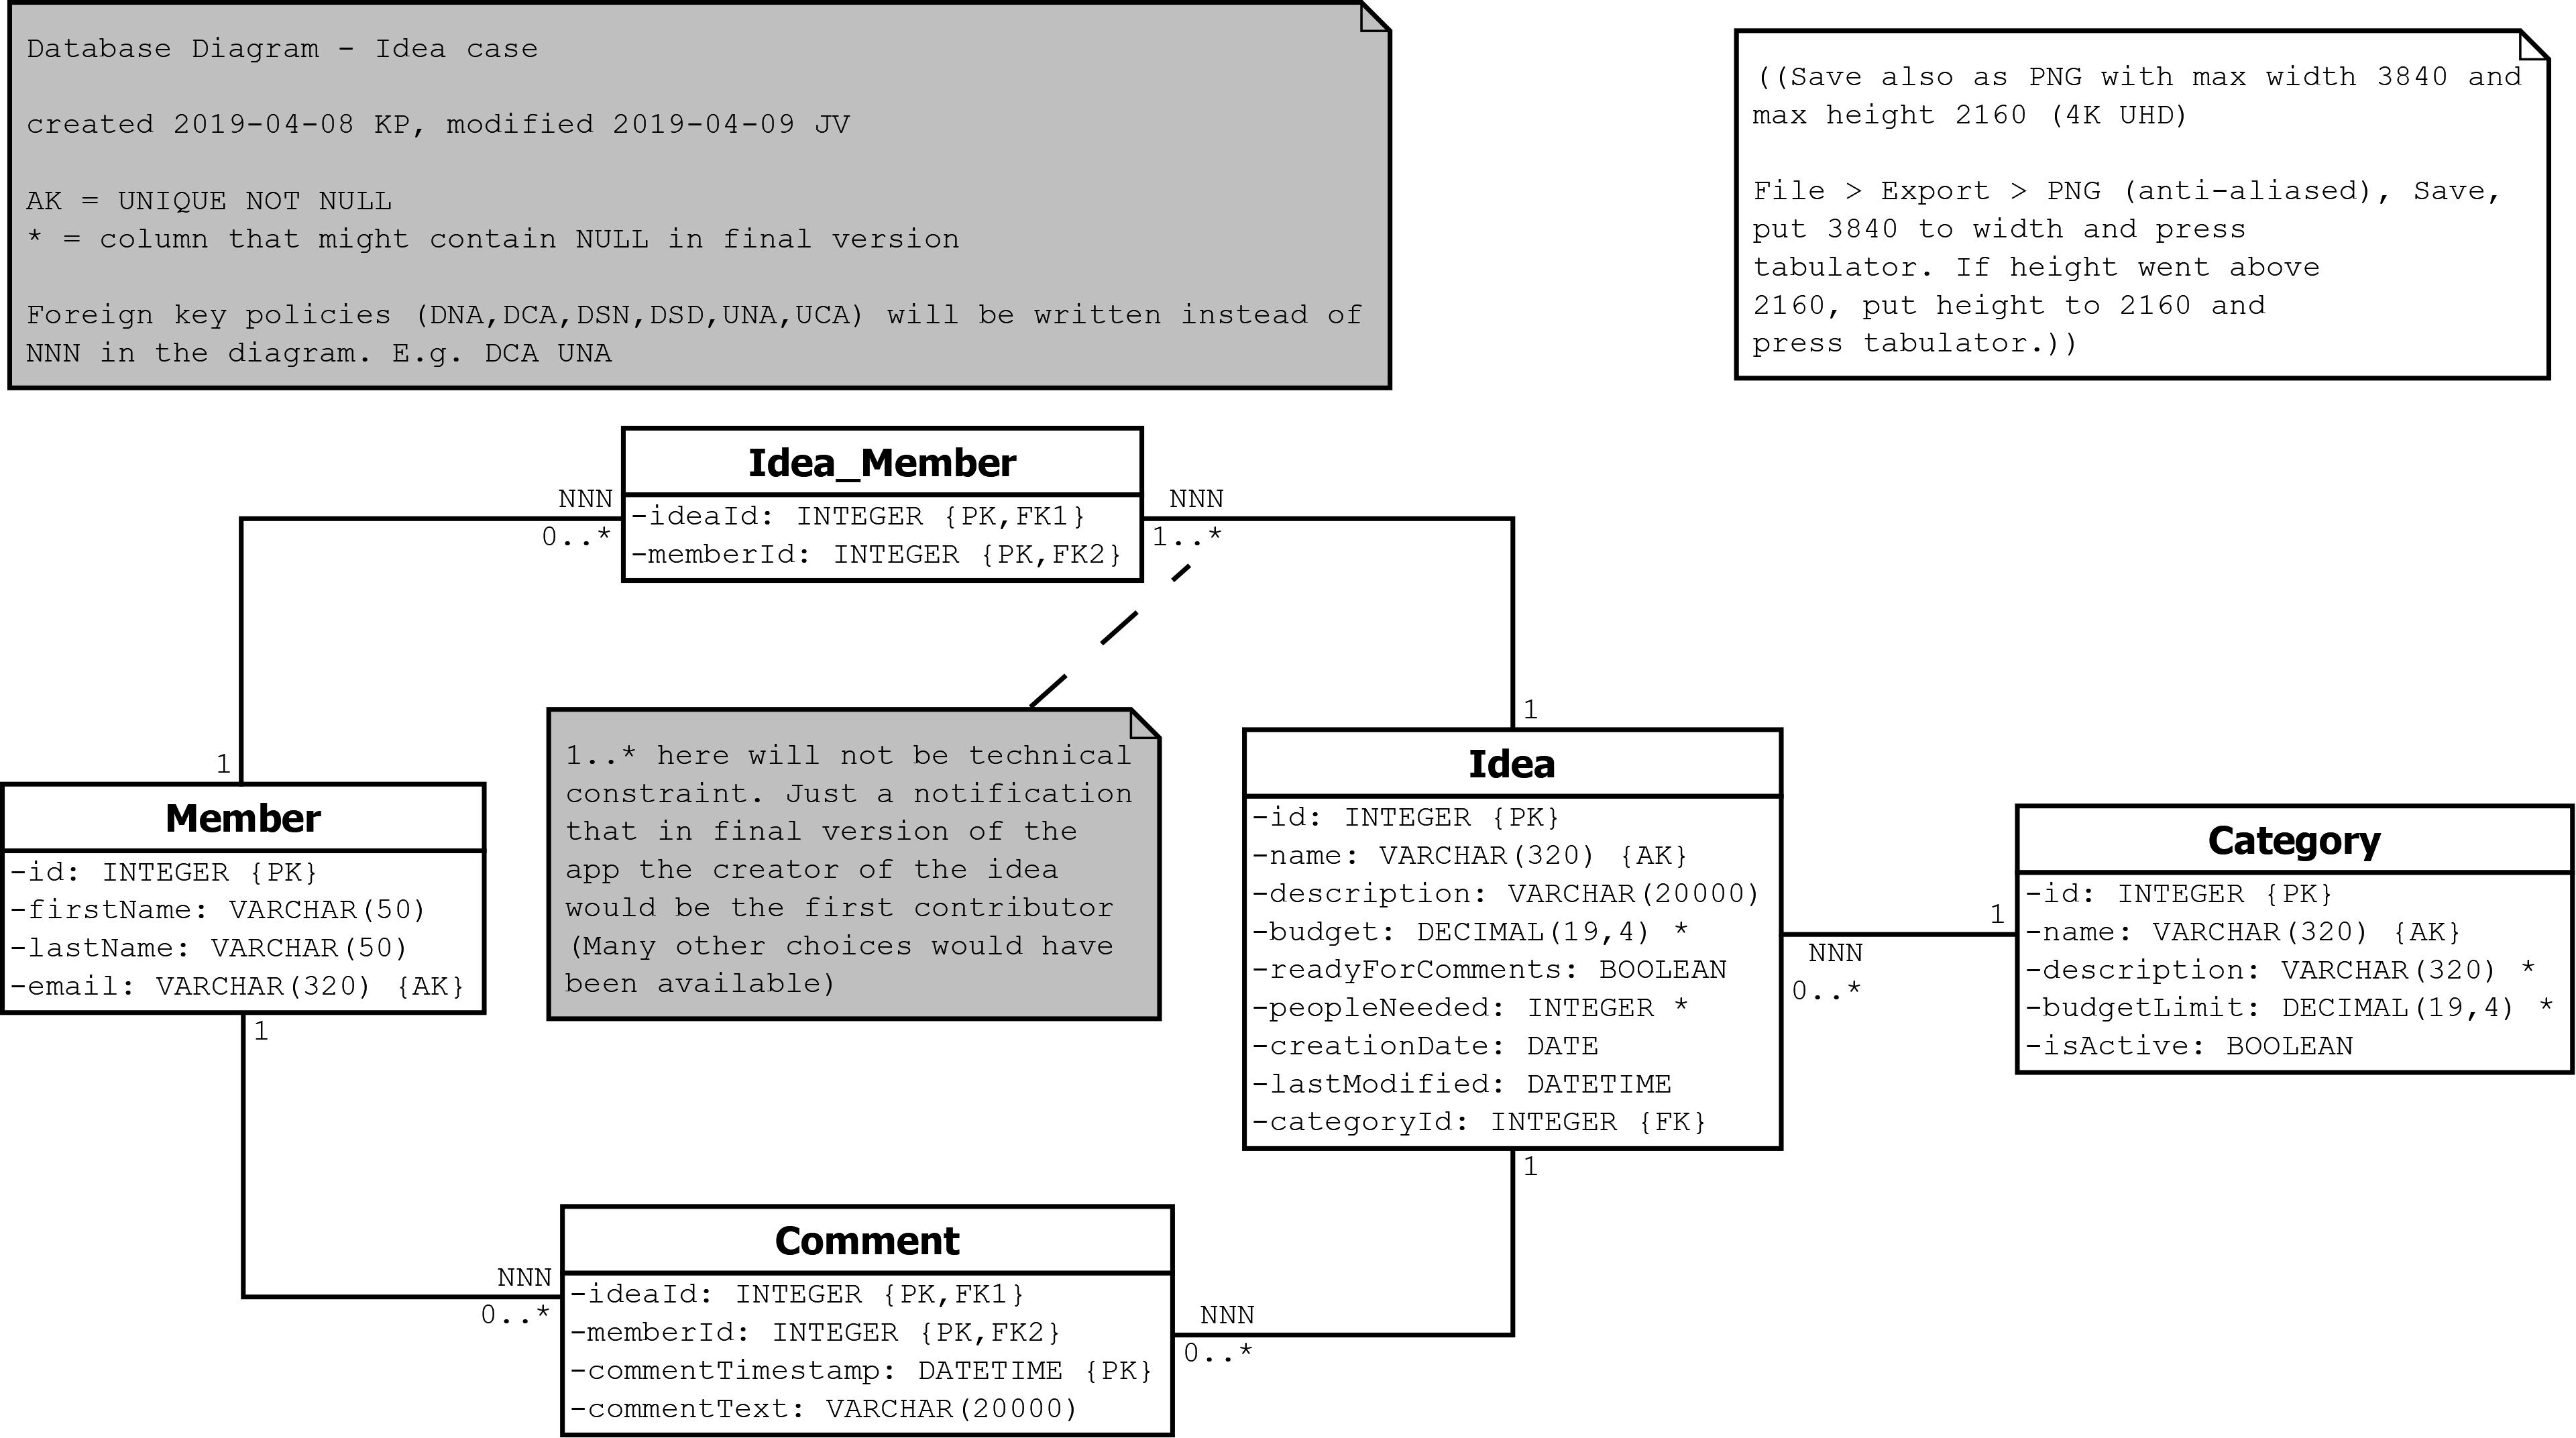 Database Diagram - Idea case
created 2019-04-08 KP, modified 2019-04-09 JV
AK = UNIQUE NOT NULL
* = column that might contain NULL in final version
Foreign key policies (DNA,DCA,DSN,DSD,UNA,UCA) will be written instead of
NNN in the diagram. E.g. DCA UNA
((Save also as PNG with max width 3840 and
max height 2160 (4K UHD)
File > Export > PNG (anti-aliased), Save,
put 3840 to width and press
tabulator. If height went above
2160, put height to 2160 and
press tabulator.))
Idea_Member
-ideaId: INTEGER {PK,FK1}
-memberId: INTEGER {PK,FK2}
NNN
0..*
NNN
1..*
1
1
1..* here will not be technical
constraint. Just a notification
that in final version of the
app the creator of the idea
would be the first contributor
(Many other choices would have
been available)
Member
-id: INTEGER {PK}
-firstName: VARCHAR(50)
-lastName: VARCHAR(50)
-email: VARCHAR(320) {AK}
1
Idea
-id: INTEGER {PK}
-name: VARCHAR(320) {AK}
-description: VARCHAR(20000)
-budget: DECIMAL(19,4) *
-readyForComments: BOOLEAN
-peopleNeeded: INTEGER *
-creationDate: DATE
-lastModified: DATETIME
-categoryId: INTEGER {FK}
1
NNN
0..*
1
Category
-id: INTEGER {PK}
-name: VARCHAR(320) {AK}
-description: VARCHAR(320) *
-budgetLimit: DECIMAL(19,4) *
-isActive: BOOLEAN
NNN
0..*
Comment
-ideaId: INTEGER {PK,FK1}
-memberId: INTEGER {PK,FK2}
-commentTimestamp: DATETIME {PK}
-commentText: VARCHAR(20000)
NNN
0..*